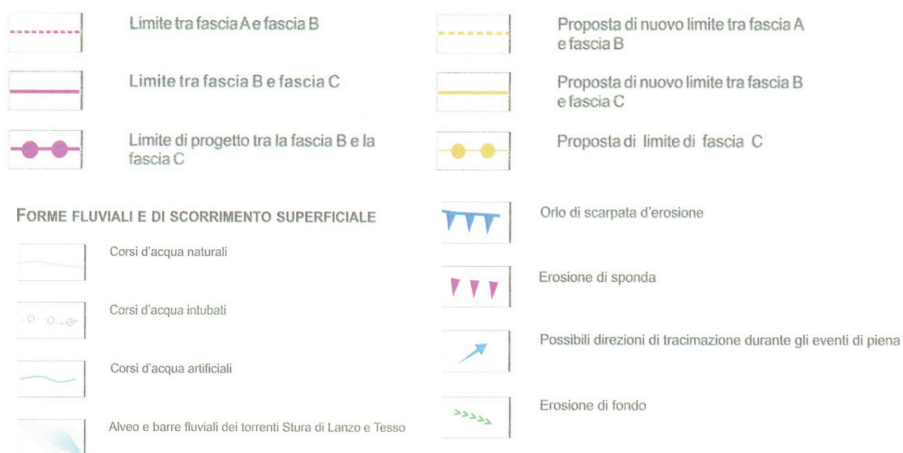 Limite tra fascia A e fascia B
Limite tra fascia B e fascia C
Limite di progetto tra la fascia B e la
fascia C
Proposta di nuovo limite tra fascia A
e fascia B
Proposta di nuovo limite tra fascia B
e fascia C
Proposta di limite di fascia C
FORME FLUVIALI E DI SCORRIMENTO SUPERFICIALE
Corsi d'acqua naturali
Corsi d'acqua intubati
Corsi d'acqua artificiali
Alveo e barre fluviali dei torrenti Stura di Lanzo e Tesso
Orlo di scarpata d'erosione
Erosione di sponda
Possibili direzioni di tracimazione durante gli eventi di piena
Erosione di fondo